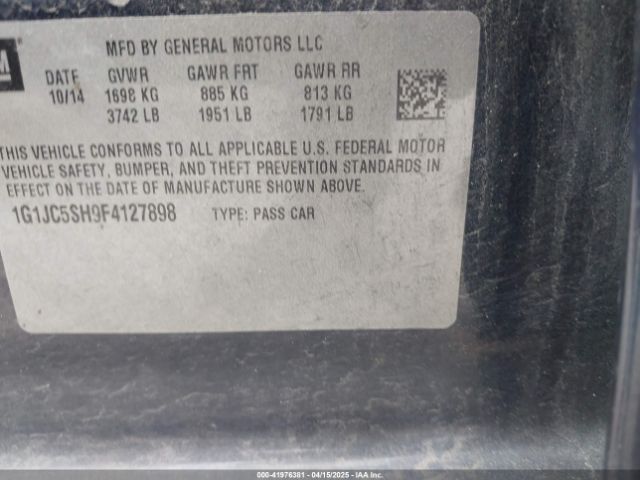 M
MFD BY GENERAL MOTORS LLC
DATE GVWR GAWR FRT GAWR RR
10/14 1698 KG 885 KG 813 KG
3742 LB 1951 LB 1791 LB
THIS VEHICLE CONFORMS TO ALL APPLICABLE U.S. FEDERAL MOTOR
VEHICLE SAFETY, BUMPER, AND THEFT PREVENTION STANDARDS IN
EFFECT ON THE DATE OF MANUFACTURE SHOWN ABOVE.
1G1JC5SH9F4127898 TYPE: PASS CAR
000-41976381 04/15/2025 - IAA Inc.